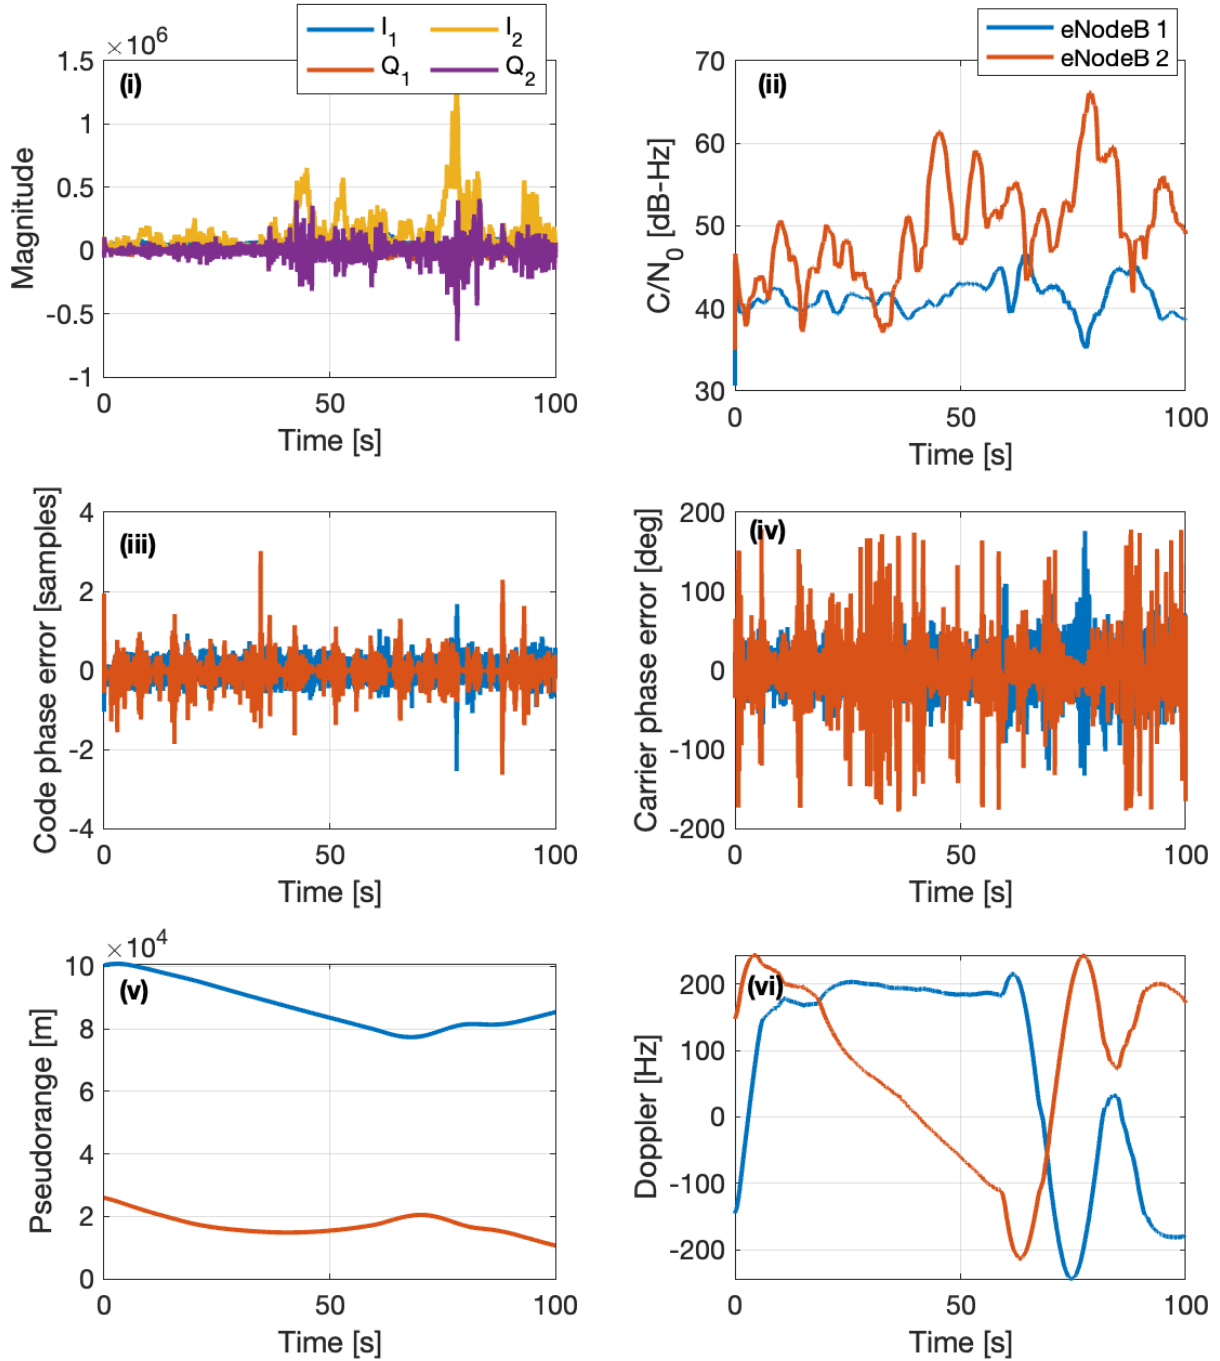 I1 I2
Q1 Q2
×10^6
1.5
1
0.5
0
-0.5
-1
Magnitude
(i)
0 50 100
Time [s]
eNodeB 1
eNodeB 2
70
60
50
40
30
C/N0 [dB-Hz]
(ii)
0 50 100
Time [s]
4
2
0
-2
-4
Code phase error [samples]
(iii)
0 50 100
Time [s]
200
100
0
-100
-200
Carrier phase error [deg]
(iv)
0 50 100
Time [s]
×10^4
10
8
6
4
2
0
Pseudorange [m]
(v)
0 50 100
Time [s]
200
100
0
-100
-200
Doppler [Hz]
(vi)
0 50 100
Time [s]